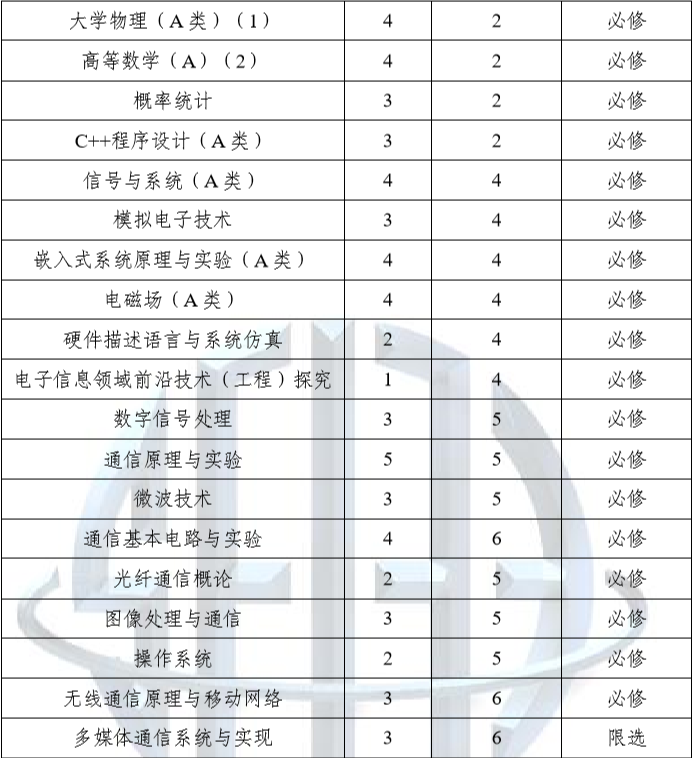 大学物理（A 类）（1） 4 2 必修
高等数学（A）（2） 4 2 必修
概率统计 3 2 必修
C++程序设计（A 类） 3 2 必修
信号与系统（A 类） 4 4 必修
模拟电子技术 3 4 必修
嵌入式系统原理与实验（A 类） 4 4 必修
电磁场（A 类） 4 4 必修
硬件描述语言与系统仿真 2 4 必修
电子信息领域前沿技术（工程）探究 1 4 必修
数字信号处理 3 5 必修
通信原理与实验 5 5 必修
微波技术 3 5 必修
通信基本电路与实验 4 6 必修
光纤通信概论 2 5 必修
图像处理与通信 3 5 必修
操作系统 2 5 必修
无线通信原理与移动网络 3 6 必修
多媒体通信系统与实现 3 6 限选